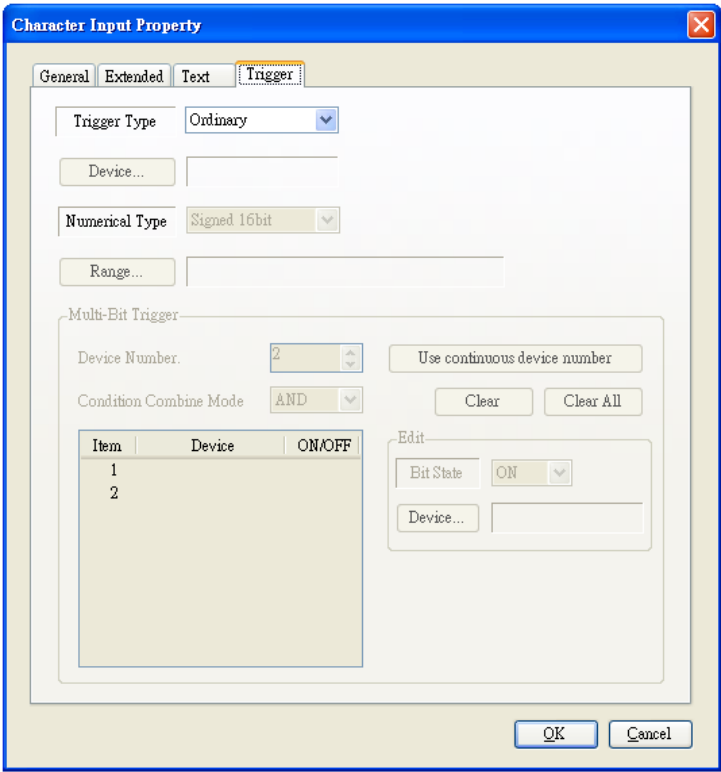 Character Input Property
General Extended Text Trigger
Trigger Type Ordinary
Device...
Numerical Type Signed 16bit
Range...
Multi-Bit Trigger
Device Number. 2 Use continuous device number
Condition Combine Mode AND Clear Clear All
Item Device ON/OFF Edit
1 Bit State ON
2
Device...
OK Cancel